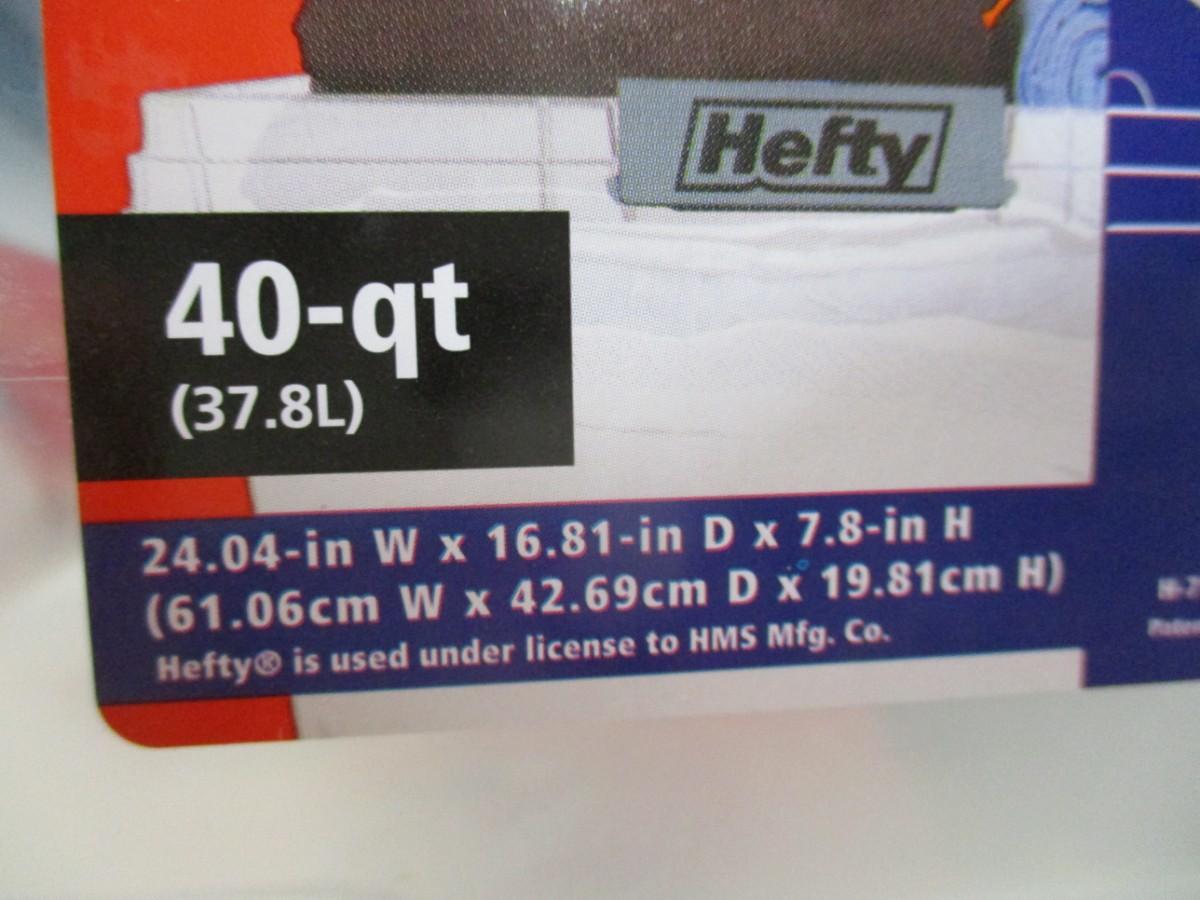 Hefty
40-qt
(37.8L)
24.04-in W x 16.81-in D x 7.8-in H
(61.06cm W x 42.69cm D x 19.81cm H)
Hefty® is used under license to HMS Mfg. Co.